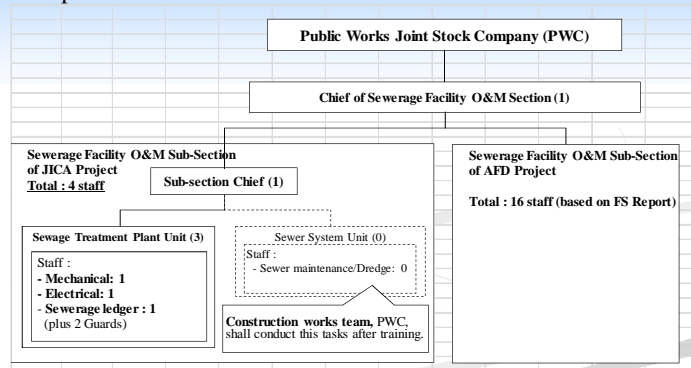 Public Works Joint Stock Company (PWC)
Chief of Sewerage Facility O&M Section (1)
Sewerage Facility O&M Sub-Section
of JICA Project
Total : 4 staff
Sub-section Chief (1)
Sewage Treatment Plant Unit (3)
Staff :
- Mechanical: 1
- Electrical: 1
- Sewerage ledger : 1
(plus 2 Guards)
Sewer System Unit (0)
Staff :
- Sewer maintenance/Dredge: 0
Construction works team, PWC,
shall conduct this tasks after training.
Sewerage Facility O&M Sub-Section
of AFD Project
Total : 16 staff (based on FS Report)